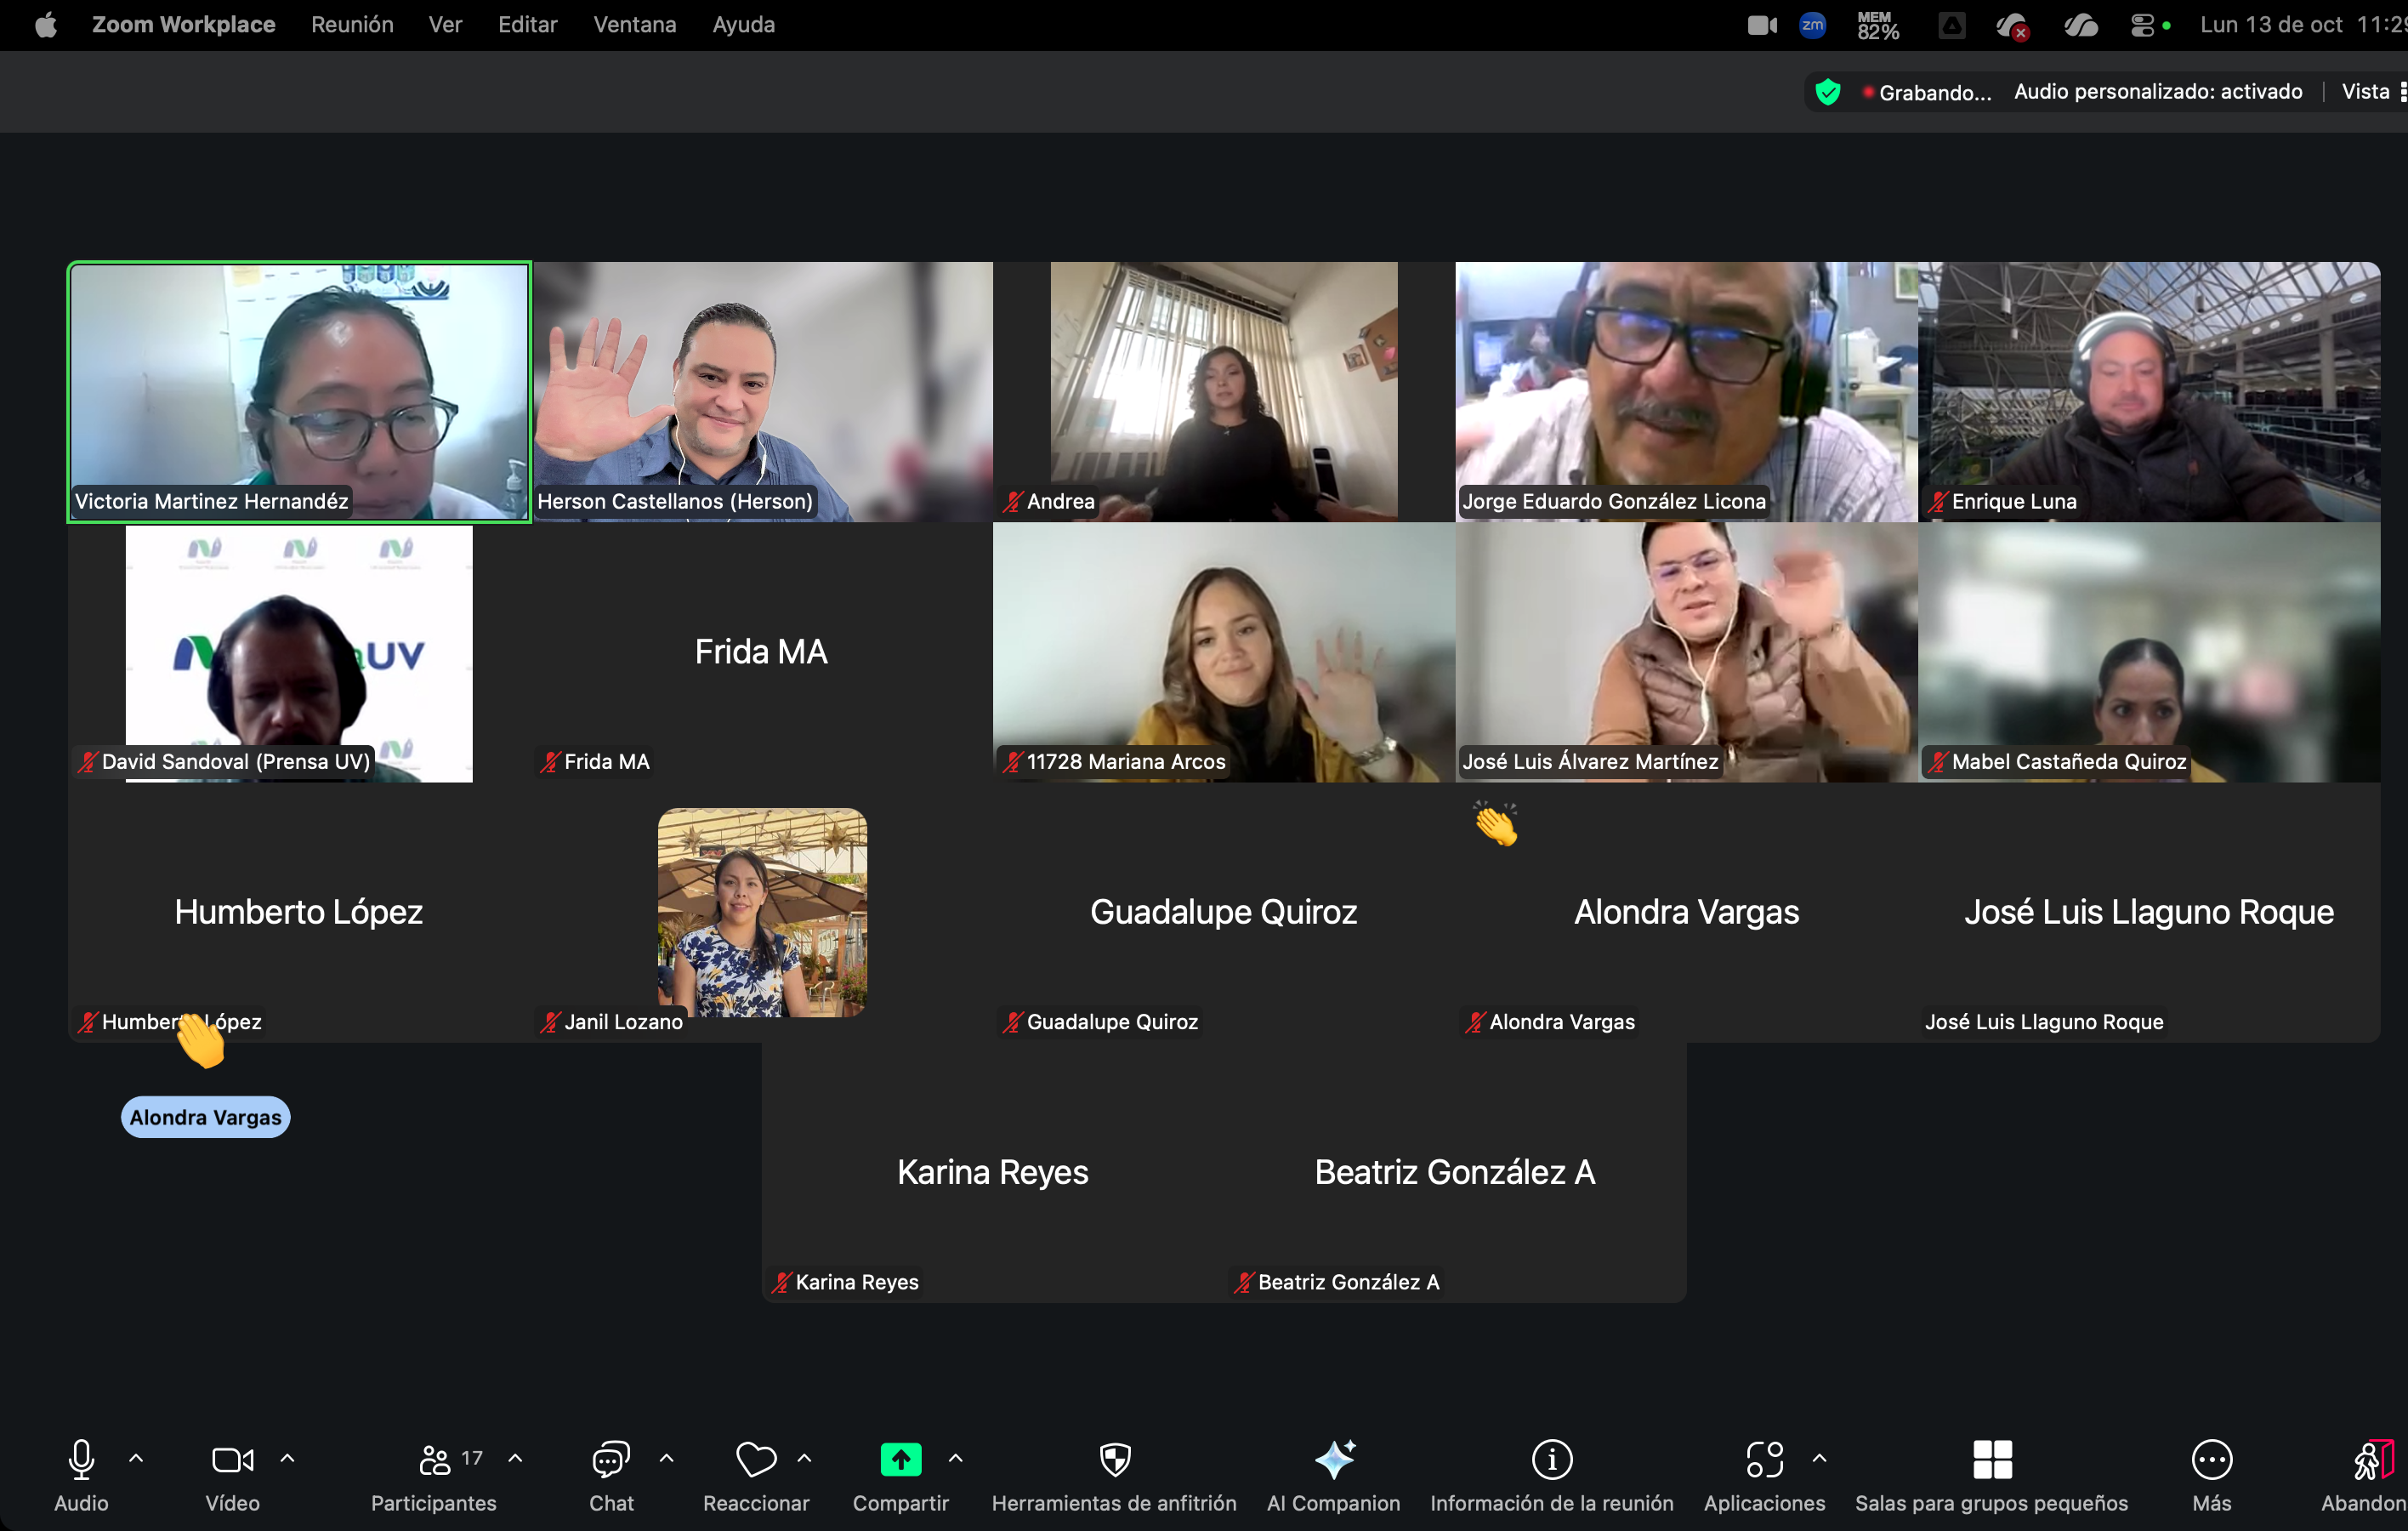 Zoom Workplace Reunión Ver Editar Ventana Ayuda
zm MEM 82% Lun 13 de oct 11:29
Grabando... Audio personalizado: activado Vista
Victoria Martinez Hernandéz
Herson Castellanos (Herson)
Andrea
Jorge Eduardo González Licona
Enrique Luna
UV
David Sandoval (Prensa UV)
Frida MA
Frida MA
11728 Mariana Arcos
José Luis Álvarez Martínez
Mabel Castañeda Quiroz
Humberto López
Humbert López
Janil Lozano
Guadalupe Quiroz
Guadalupe Quiroz
Alondra Vargas
Alondra Vargas
José Luis Llaguno Roque
José Luis Llaguno Roque
Alondra Vargas
Karina Reyes
Karina Reyes
Beatriz González A
Beatriz González A
17
Audio Vídeo Participantes Chat Reaccionar Compartir Herramientas de anfitrión AI Companion Información de la reunión Aplicaciones Salas para grupos pequeños Más Abandon